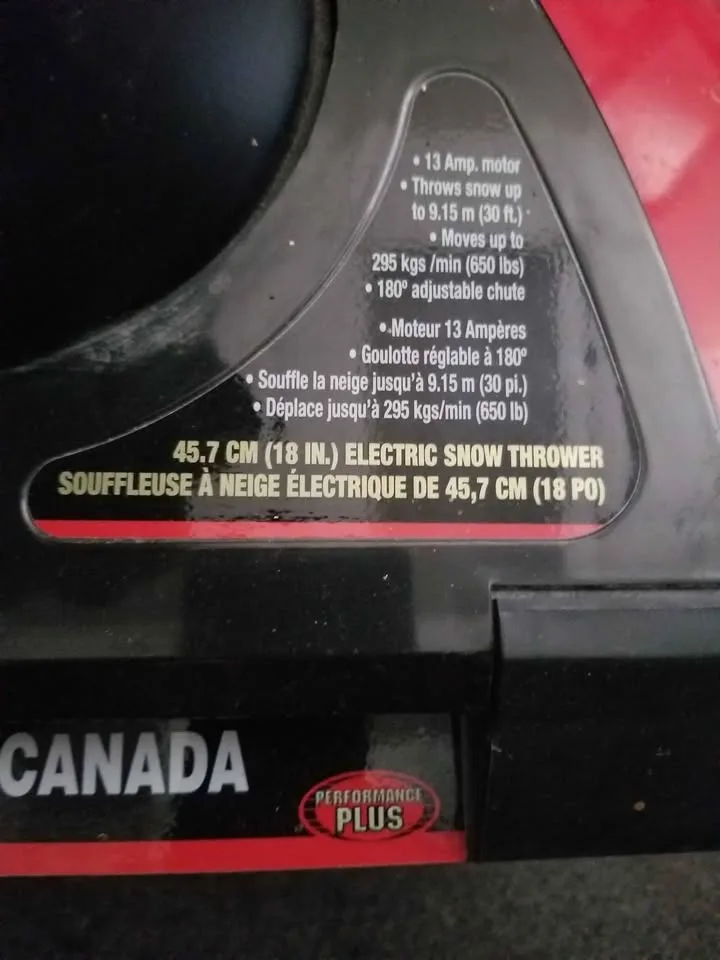 • 13 Amp. motor
• Throws snow up
to 9.15 m (30 ft.)
• Moves up to
295 kgs /min (650 lbs)
• 180º adjustable chute
• Moteur 13 Ampères
• Goulotte réglable à 180º
• Souffle la neige jusqu'à 9.15 m (30 pi.)
• Déplace jusqu'à 295 kgs/min (650 lb)
45.7 CM (18 IN.) ELECTRIC SNOW THROWER
SOUFFLEUSE À NEIGE ÉLECTRIQUE DE 45,7 CM (18 PO)
CANADA
PERFORMANCE
PLUS